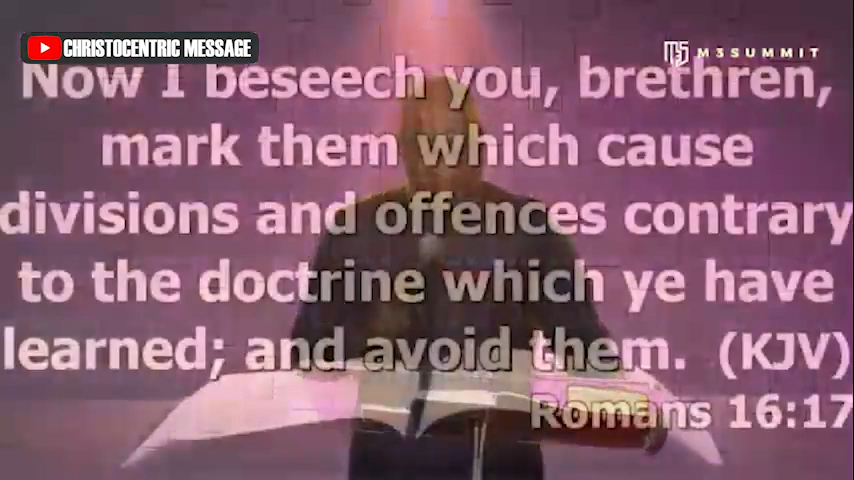 CHRISTOCENTRIC MESSAGE
M3SUMMIT
Now I beseech you, brethren,
mark them which cause
divisions and offences contrary
to the doctrine which ye have
learned; and avoid them. (KJV)
Romans 16:17